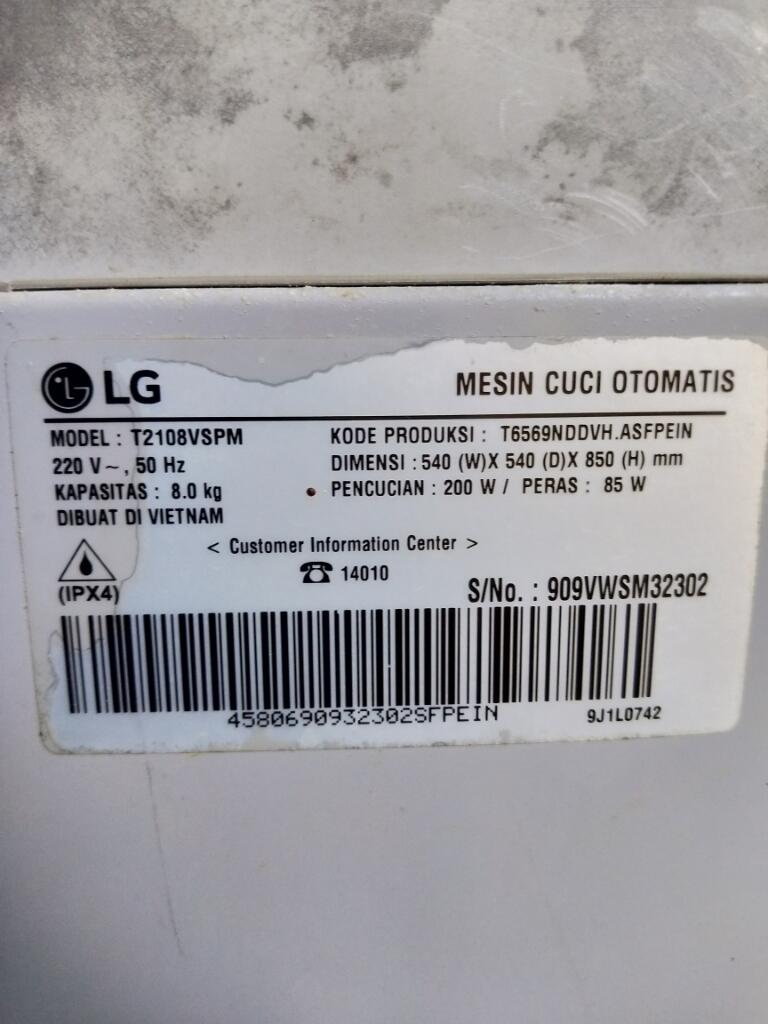 LG MESIN CUCI OTOMATIS
MODEL : T2108VSPM KODE PRODUKSI : T6569NDDVH.ASFPEIN
220 V~, 50 Hz DIMENSI : 540 (W)X 540 (D)X 850 (H) mm
KAPASITAS : 8.0 kg PENCUCIAN : 200 W / PERAS : 85 W
DIBUAT DI VIETNAM
< Customer Information Center >
☎ 14010
(IPX4) S/No. : 909VWSM32302
4580690932302SFPEIN 9J1L0742